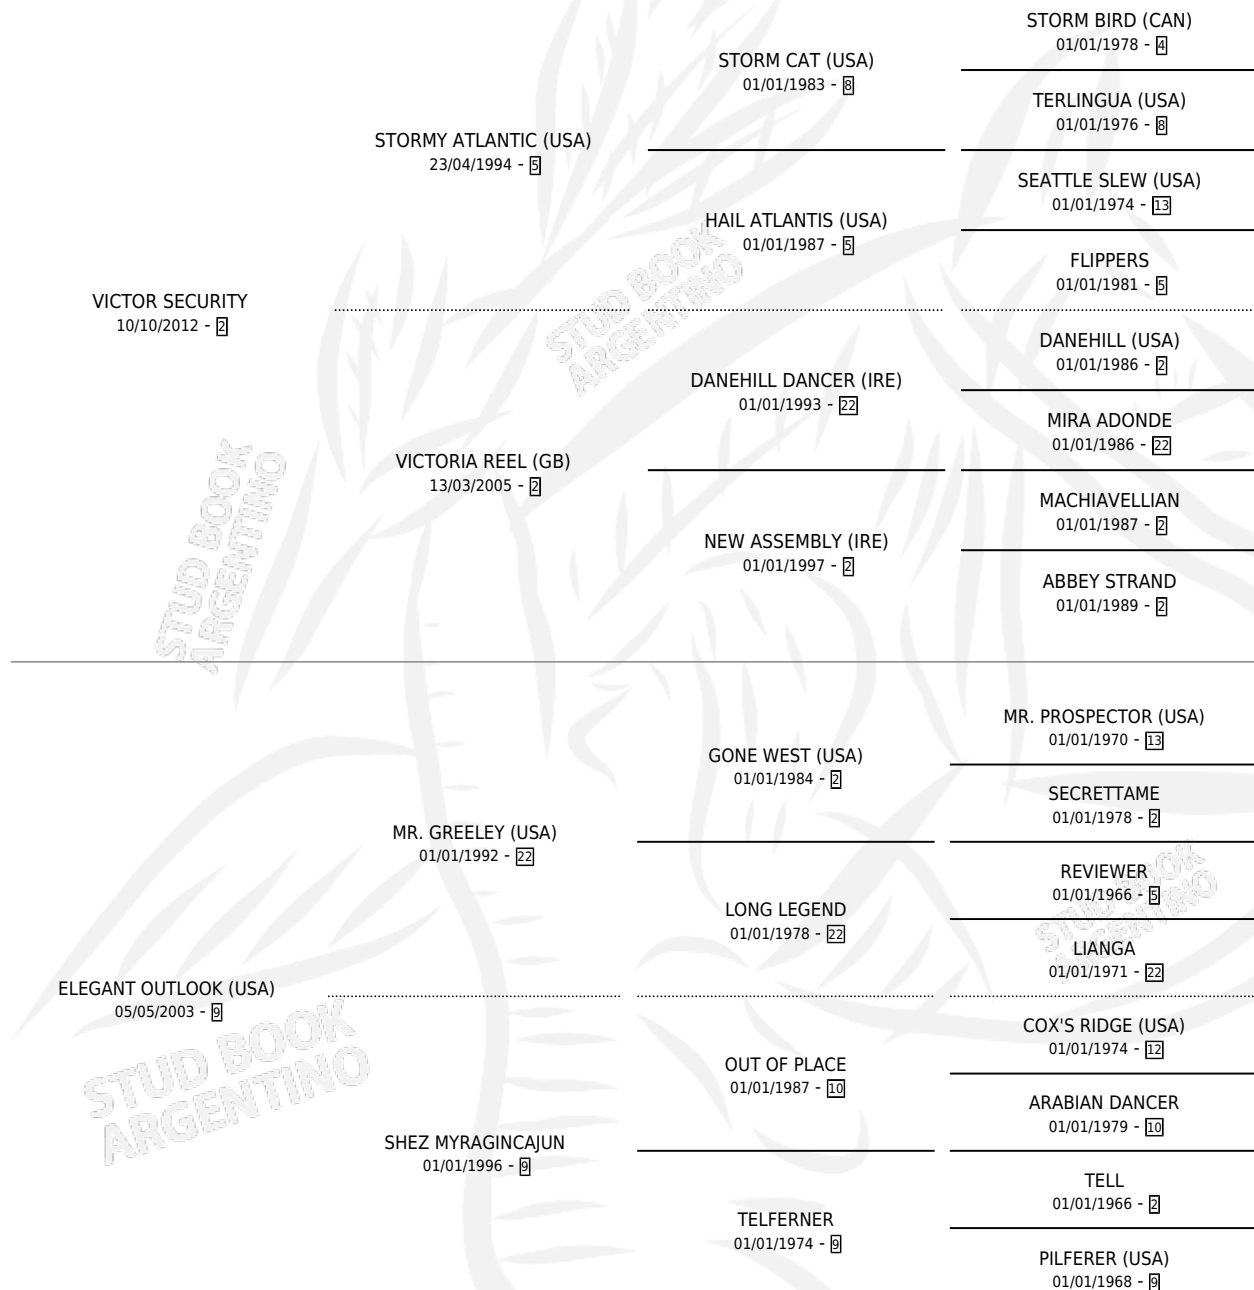 STORM BIRD (CAN)
01/01/1978 - 4
STORM CAT (USA)
01/01/1983 - 8
TERLINGUA (USA)
01/01/1976 - 8
STORMY ATLANTIC (USA)
23/04/1994 - 5
SEATTLE SLEW (USA)
01/01/1974 - 13
HAIL ATLANTIS (USA)
01/01/1987 - 5
FLIPPERS
01/01/1981 - 5
VICTOR SECURITY
10/10/2012 - 2
DANEHILL (USA)
01/01/1986 - 2
DANEHILL DANCER (IRE)
01/01/1993 - 22
MIRA ADONDE
01/01/1986 - 22
VICTORIA REEL (GB)
13/03/2005 - 2
MACHIAVELLIAN
01/01/1987 - 2
NEW ASSEMBLY (IRE)
01/01/1997 - 2
ABBEY STRAND
01/01/1989 - 2
MR. PROSPECTOR (USA)
01/01/1970 - 13
GONE WEST (USA)
01/01/1984 - 2
SECRETTAME
01/01/1978 - 2
MR. GREELEY (USA)
01/01/1992 - 22
REVIEWER
01/01/1966 - 5
LONG LEGEND
01/01/1978 - 22
LIANGA
01/01/1971 - 22
ELEGANT OUTLOOK (USA)
05/05/2003 - 9
COX'S RIDGE (USA)
01/01/1974 - 12
OUT OF PLACE
01/01/1987 - 10
ARABIAN DANCER
01/01/1979 - 10
SHEZ MYRAGINCAJUN
01/01/1996 - 9
TELL
01/01/1966 - 2
TELFERNER
01/01/1974 - 9
PILFERER (USA)
01/01/1968 - 9
STUD BOOK
ARGENTINO
STUD BOOK
ARGENTINO
STUD BOOK
ARGENTINO
STUD BOOK
ARGENTINO